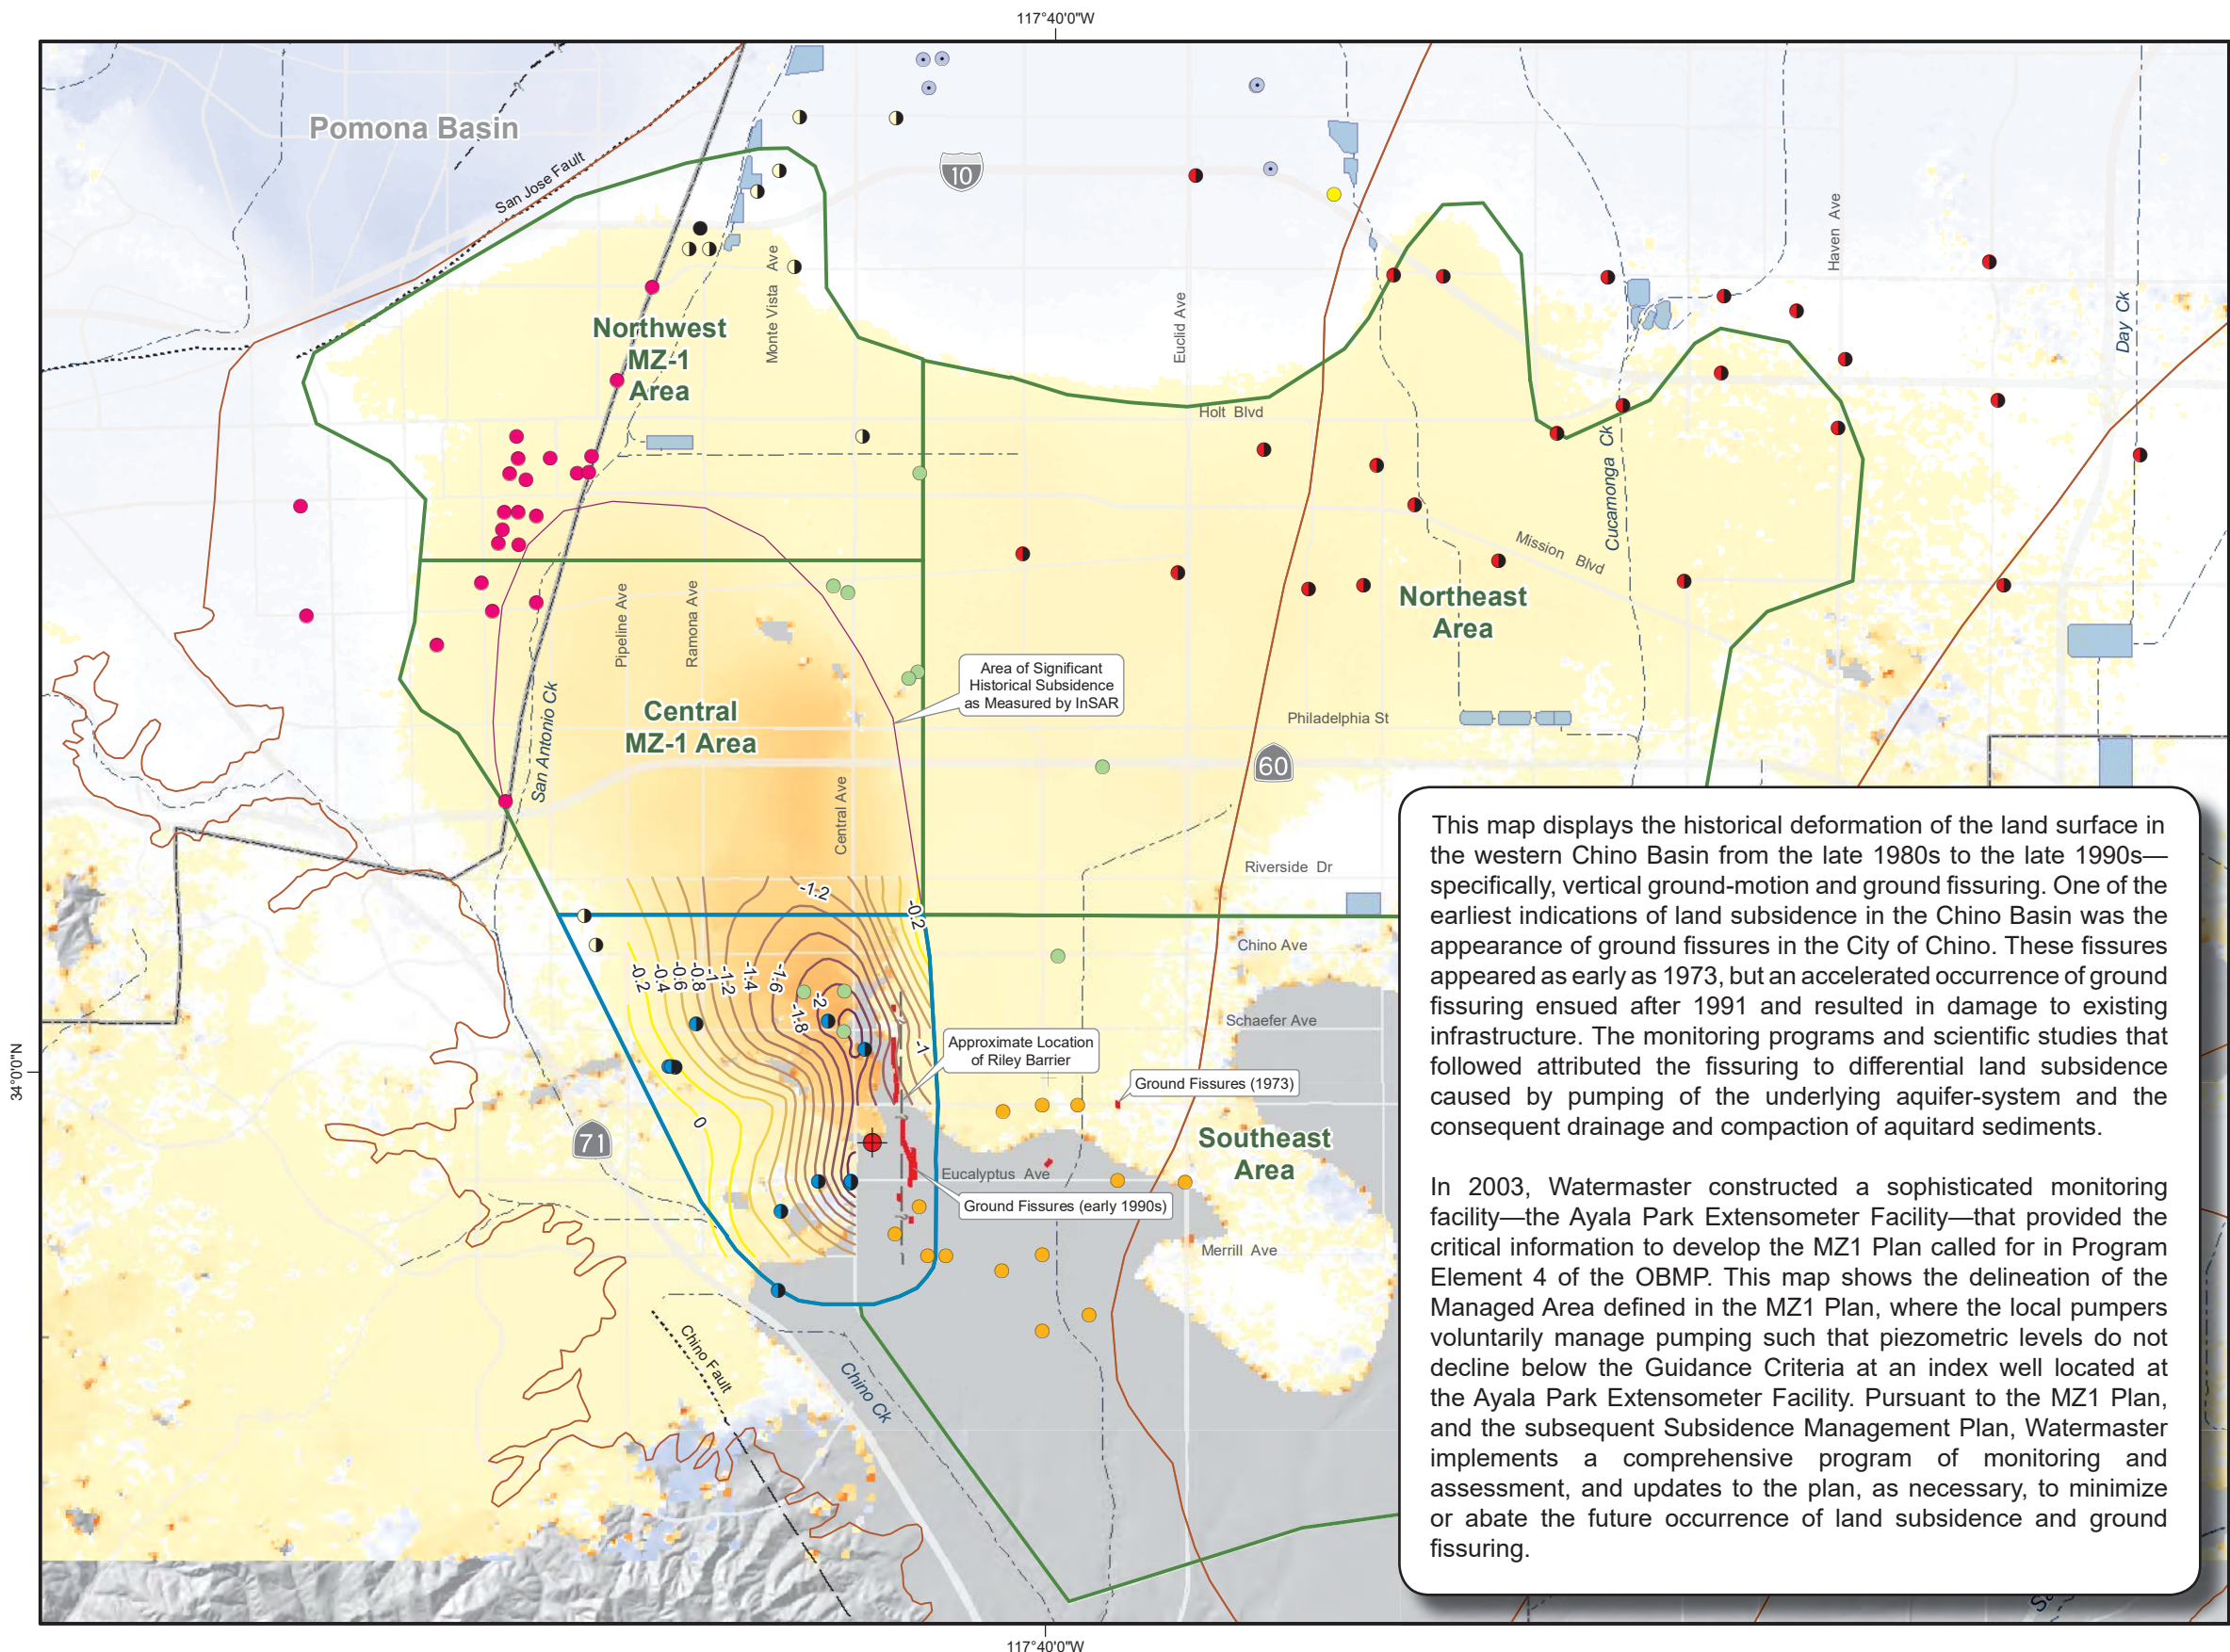 117°40'0"W
Pomona Basin
San Jose Fault
10
Haven Ave
Monte Vista Ave
Euclid Ave
Day Ck
Northwest
MZ-1
Area
Holt Blvd
Cucamonga Ck
Mission Blvd
Pipeline Ave
Ramona Ave
Northeast
Area
Area of Significant
Historical Subsidence
as Measured by InSAR
San Antonio Ck
Central
MZ-1 Area
Philadelphia St
60
Central Ave
Riverside Dr
-1.2
-0.2
Chino Ave
-0.2
-0.4
-0.6
-0.8
-1
-1.2
-1.4
-1.6
-1.8
-2
-1
Schaefer Ave
Approximate Location
of Riley Barrier
34°0'0"N
Ground Fissures (1973)
0
71
Southeast
Area
Eucalyptus Ave
Ground Fissures (early 1990s)
Merrill Ave
Chino Fault
Chino Ck
This map displays the historical deformation of the land surface in
the western Chino Basin from the late 1980s to the late 1990s—
specifically, vertical ground-motion and ground fissuring. One of the
earliest indications of land subsidence in the Chino Basin was the
appearance of ground fissures in the City of Chino. These fissures
appeared as early as 1973, but an accelerated occurrence of ground
fissuring ensued after 1991 and resulted in damage to existing
infrastructure. The monitoring programs and scientific studies that
followed attributed the fissuring to differential land subsidence
caused by pumping of the underlying aquifer-system and the
consequent drainage and compaction of aquitard sediments.
In 2003, Watermaster constructed a sophisticated monitoring
facility—the Ayala Park Extensometer Facility—that provided the
critical information to develop the MZ1 Plan called for in Program
Element 4 of the OBMP. This map shows the delineation of the
Managed Area defined in the MZ1 Plan, where the local pumpers
voluntarily manage pumping such that piezometric levels do not
decline below the Guidance Criteria at an index well located at
the Ayala Park Extensometer Facility. Pursuant to the MZ1 Plan,
and the subsequent Subsidence Management Plan, Watermaster
implements a comprehensive program of monitoring and
assessment, and updates to the plan, as necessary, to minimize
or abate the future occurrence of land subsidence and ground
fissuring.
117°40'0"W